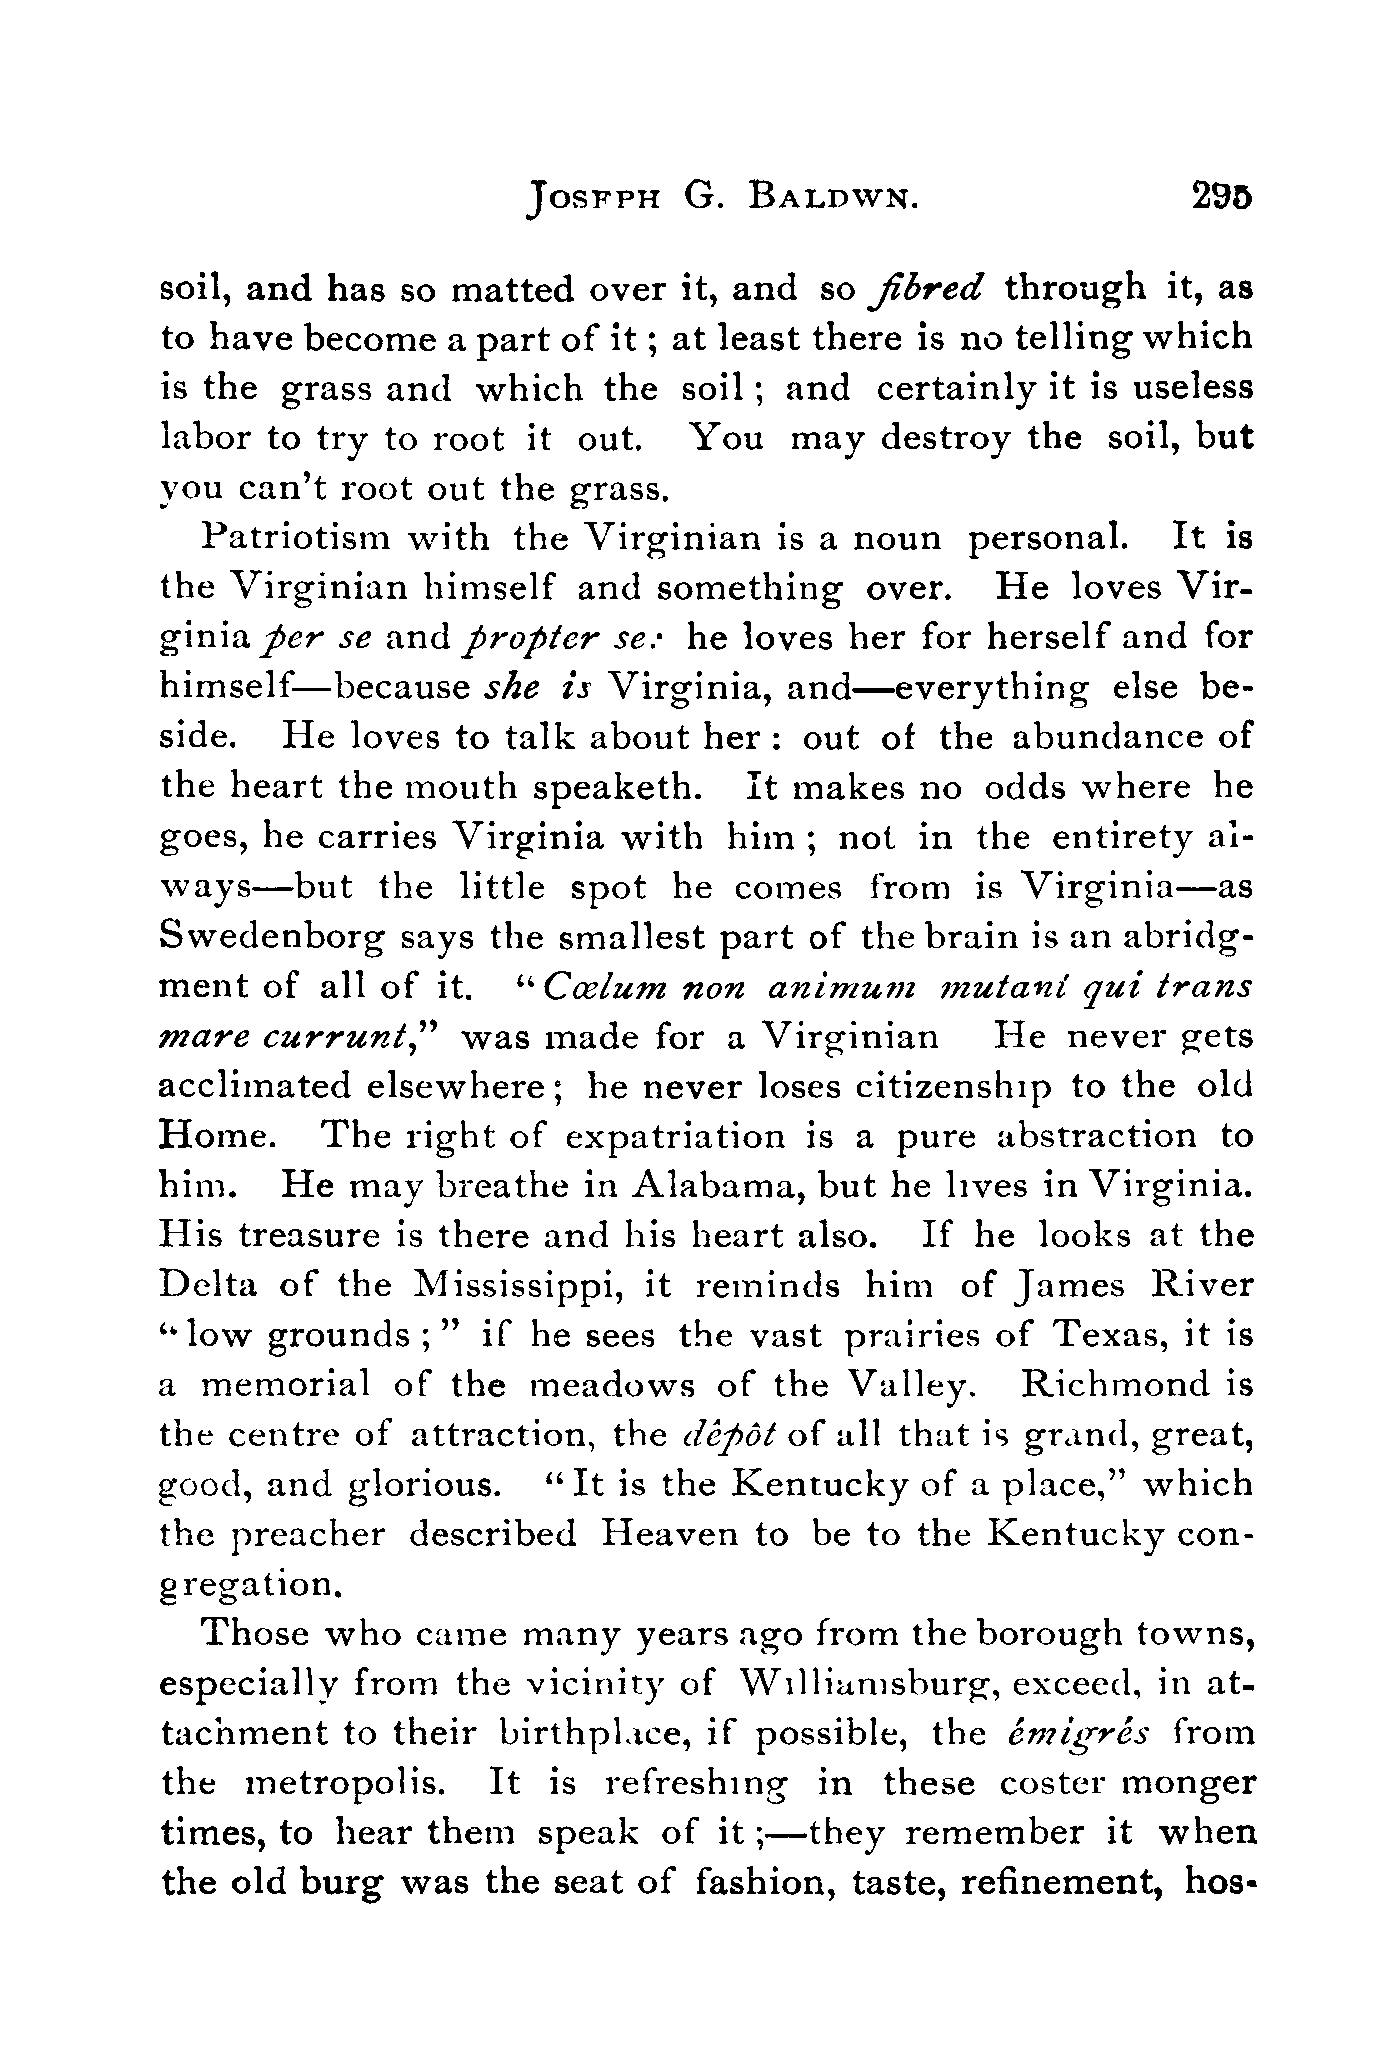 JOSEPH G. BALDWN. 295
soil, and has so matted over it, and so fibred through it, as
to have become a part of it ; at least there is no telling which
is the grass and which the soil ; and certainly it is useless
labor to try to root it out. You may destroy the soil, but
you can't root out the grass.
Patriotism with the Virginian is a noun personal. It is
the Virginian himself and something over. He loves Vir-
ginia per se and propter se: he loves her for herself and for
himself—because she is Virginia, and—everything else be-
side. He loves to talk about her : out of the abundance of
the heart the mouth speaketh. It makes no odds where he
goes, he carries Virginia with him ; not in the entirety al-
ways—but the little spot he comes from is Virginia—as
Swedenborg says the smallest part of the brain is an abridg-
ment of all of it. “ Cœlum non animum mutant qui trans
mare currunt,” was made for a Virginian He never gets
acclimated elsewhere ; he never loses citizenship to the old
Home. The right of expatriation is a pure abstraction to
him. He may breathe in Alabama, but he lives in Virginia.
His treasure is there and his heart also. If he looks at the
Delta of the Mississippi, it reminds him of James River
“ low grounds ; ” if he sees the vast prairies of Texas, it is
a memorial of the meadows of the Valley. Richmond is
the centre of attraction, the dêpôt of all that is grand, great,
good, and glorious. “ It is the Kentucky of a place,” which
the preacher described Heaven to be to the Kentucky con-
gregation.
Those who came many years ago from the borough towns,
especially from the vicinity of Williamsburg, exceed, in at-
tachment to their birthplace, if possible, the émigrés from
the metropolis. It is refreshing in these coster monger
times, to hear them speak of it ;—they remember it when
the old burg was the seat of fashion, taste, refinement, hos-